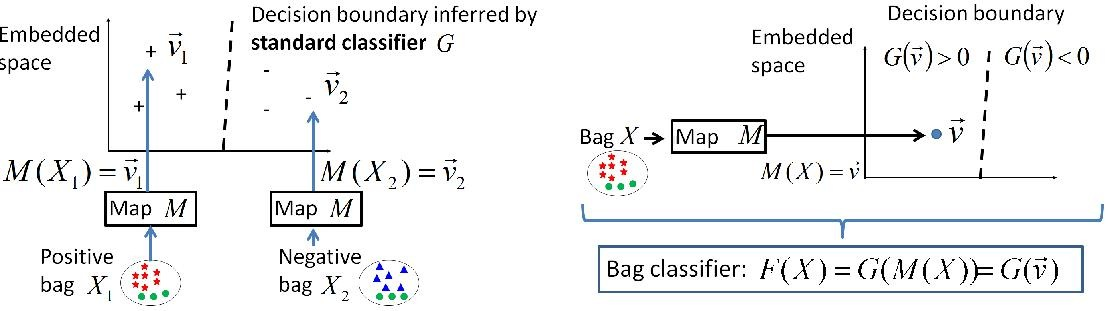 Embedded
space
+ v⃗₁
+
+
Decision boundary inferred by
standard classifier G
-
-
-
- v⃗₂
M(X₁) = v⃗₁
M(X₂) = v⃗₂
Map M
Map M
Positive
bag X₁
Negative
bag X₂
Decision boundary
Embedded
space
G(v⃗) > 0
G(v⃗) < 0
Bag X
Map M
v⃗
M(X) = v⃗
Bag classifier: F(X) = G(M(X)) = G(v⃗)